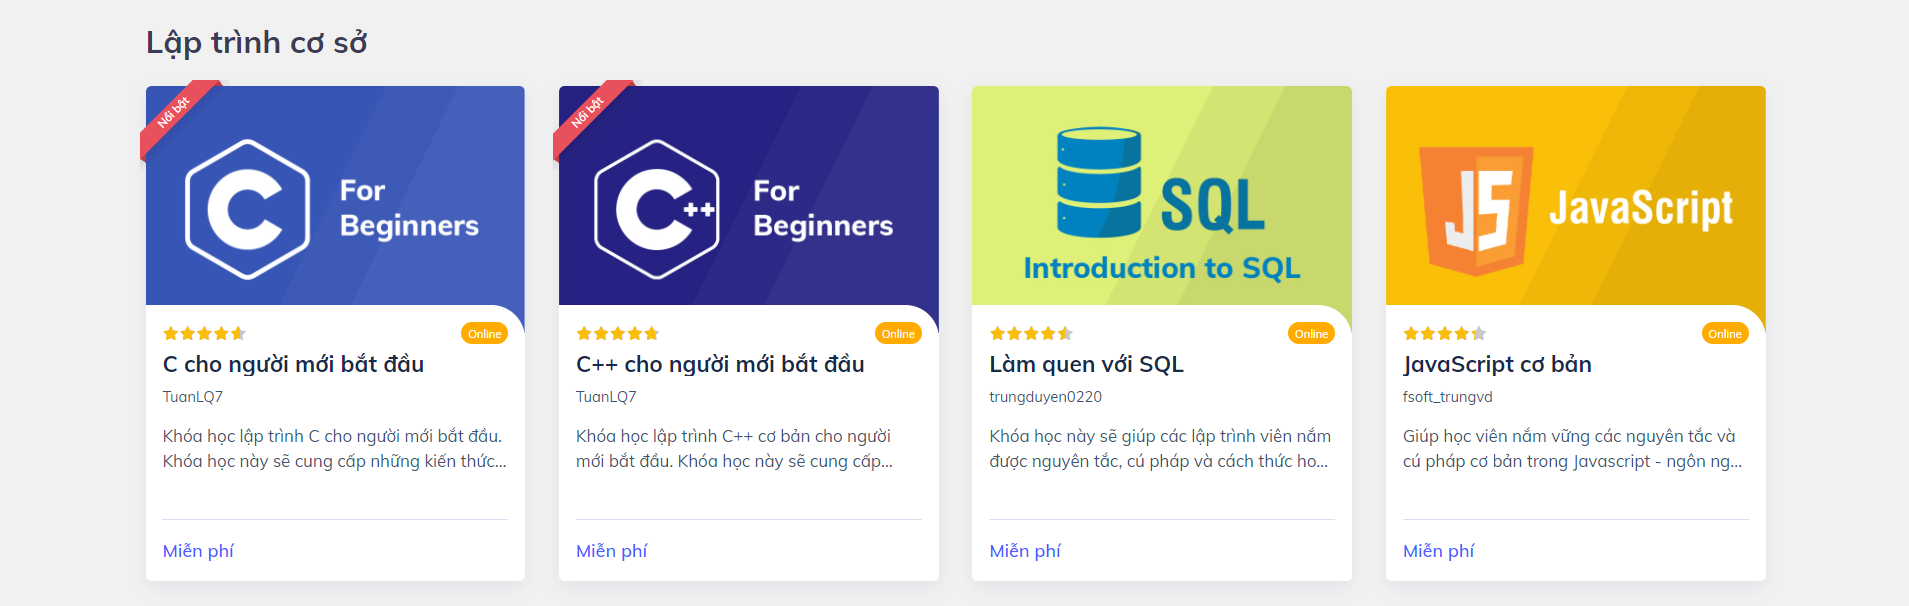 Lập trình cơ sở
Nổi bật
C
For
Beginners
Online
C cho người mới bắt đầu
TuanLQ7
Khóa học lập trình C cho người mới bắt đầu.
Khóa học này sẽ cung cấp những kiến thức...
Miễn phí
Nổi bật
C++
For
Beginners
Online
C++ cho người mới bắt đầu
TuanLQ7
Khóa học lập trình C++ cơ bản cho người
mới bắt đầu. Khóa học này sẽ cung cấp...
Miễn phí
SQL
Introduction to SQL
Online
Làm quen với SQL
trungduyen0220
Khóa học này sẽ giúp các lập trình viên nắm
được nguyên tắc, cú pháp và cách thức ho...
Miễn phí
JS
JavaScript
Online
JavaScript cơ bản
fsoft_trungvd
Giúp học viên nắm vững các nguyên tắc và
cú pháp cơ bản trong Javascript - ngôn ng...
Miễn phí